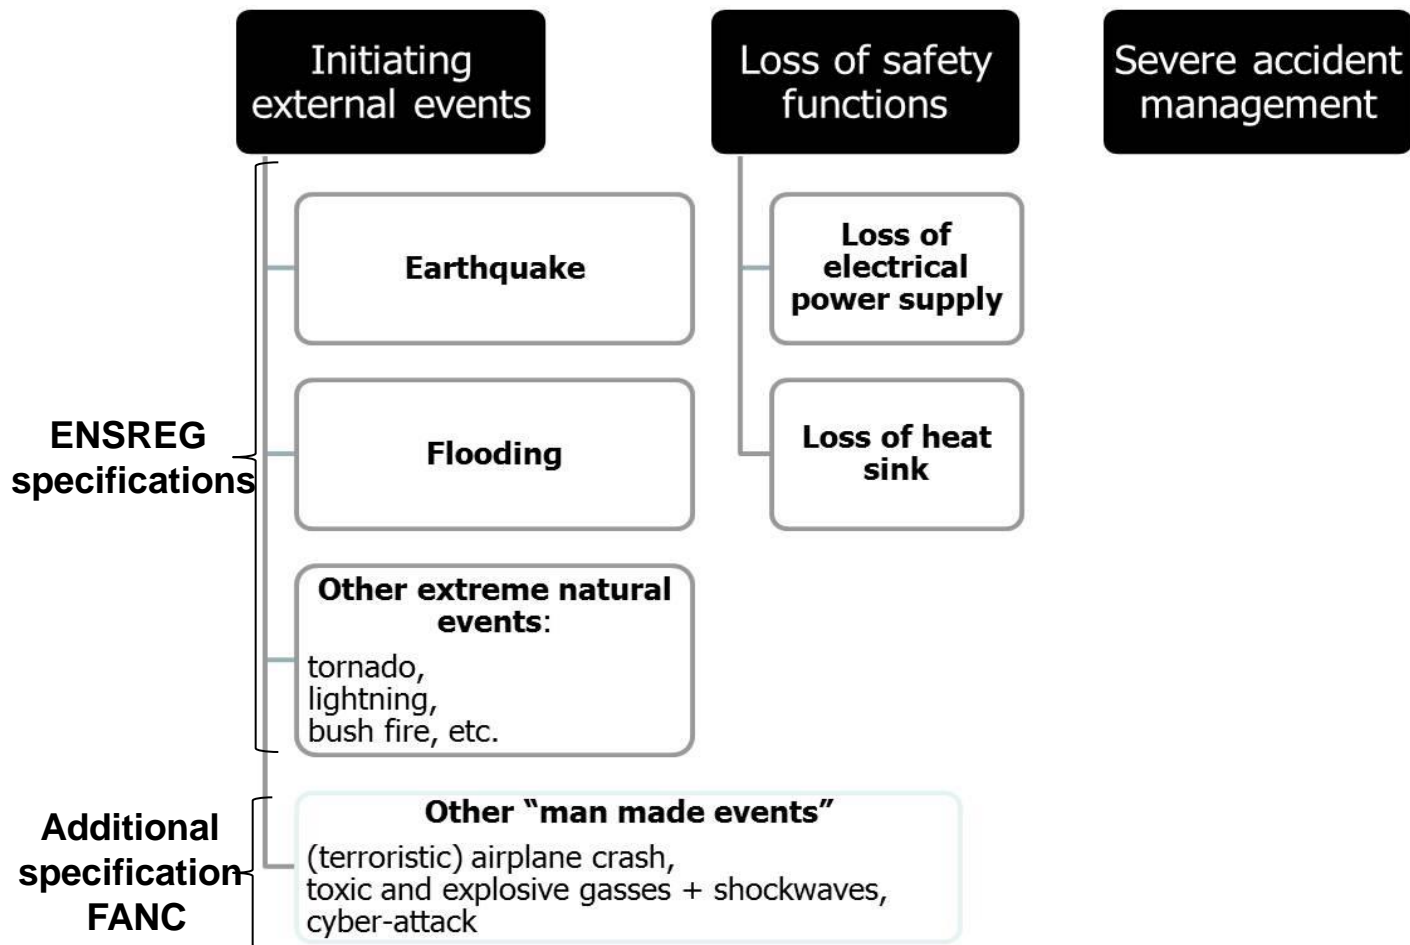 Initiating
external events
Loss of safety
functions
Severe accident
management
Earthquake
Loss of
electrical
power supply
ENSREG
specifications
Flooding
Loss of heat
sink
Other extreme natural
events:
tornado,
lightning,
bush fire, etc.
Additional
specification
FANC
Other “man made events”
(terroristic) airplane crash,
toxic and explosive gasses + shockwaves,
cyber-attack